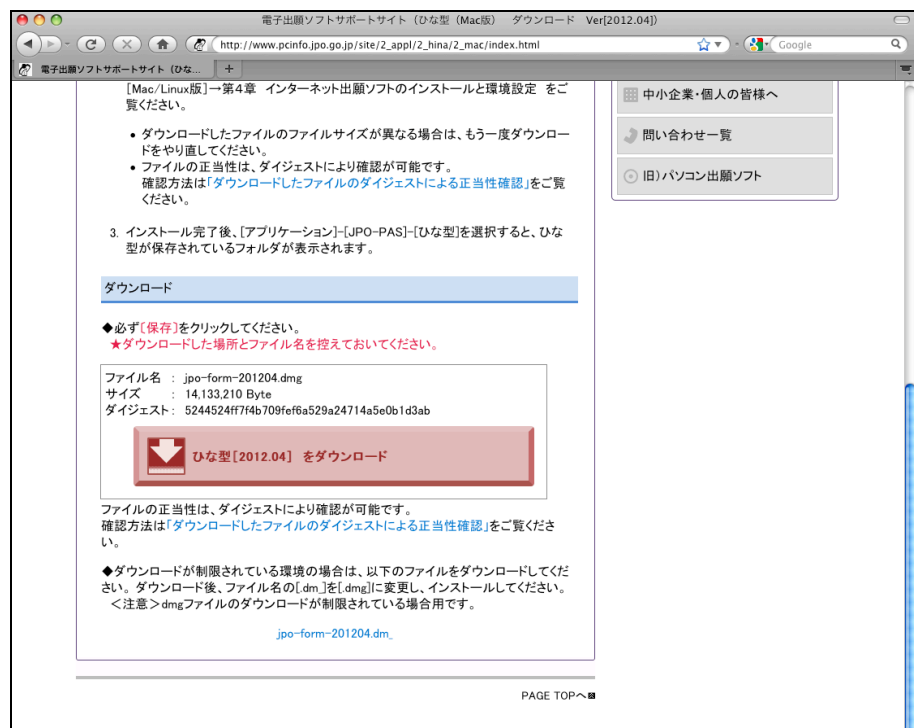 電子出願ソフトサポートサイト（ひな型（Mac版） ダウンロード Ver[2012.04]）
http://www.pcinfo.jpo.go.jp/site/2_appl/2_hina/2_mac/index.html
Google
電子出願ソフトサポートサイト（ひな...
[Mac/Linux版]→第4章 インターネット出願ソフトのインストールと環境設定 をご
覧ください。
• ダウンロードしたファイルのファイルサイズが異なる場合は、もう一度ダウンロー
ドをやり直してください。
• ファイルの正当性は、ダイジェストにより確認が可能です。
確認方法は「ダウンロードしたファイルのダイジェストによる正当性確認」をご覧
ください。
3. インストール完了後、[アプリケーション]-[JPO-PAS]-[ひな型]を選択すると、ひな
型が保存されているフォルダが表示されます。
ダウンロード
◆必ず［保存］をクリックしてください。
★ダウンロードした場所とファイル名を控えておいてください。
ファイル名 ： jpo-form-201204.dmg
サイズ ： 14,133,210 Byte
ダイジェスト： 5244524ff7f4b709fef6a529a24714a5e0b1d3ab
ひな型[2012.04] をダウンロード
ファイルの正当性は、ダイジェストにより確認が可能です。
確認方法は「ダウンロードしたファイルのダイジェストによる正当性確認」をご覧くださ
い。
◆ダウンロードが制限されている環境の場合は、以下のファイルをダウンロードしてくだ
さい。ダウンロード後、ファイル名の[.dm_]を[.dmg]に変更し、インストールしてください。
＜注意＞dmgファイルのダウンロードが制限されている場合用です。
jpo-form-201204.dm_
PAGE TOPへ
中小企業・個人の皆様へ
問い合わせ一覧
旧）パソコン出願ソフト